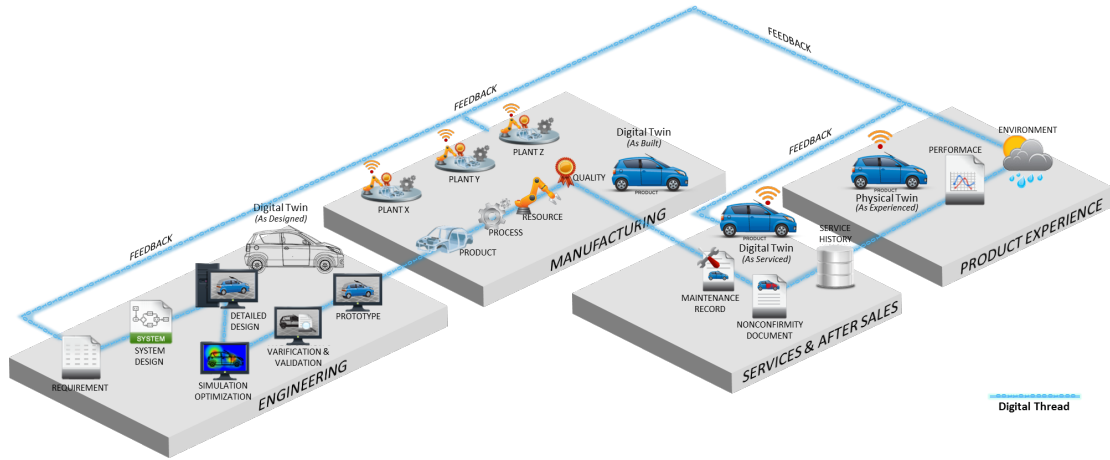 FEEDBACK
FEEDBACK
FEEDBACK
FEEDBACK
Digital Twin
(As Designed)
REQUIREMENT
SYSTEM
SYSTEM
DESIGN
DETAILED
DESIGN
SIMULATION
OPTIMIZATION
VARIFICATION &
VALIDATION
PROTOTYPE
ENGINEERING
PLANT X
PLANT Y
PLANT Z
PRODUCT
PROCESS
RESOURCE
QUALITY
Digital Twin
(As Built)
PRODUCT
MANUFACTURING
PRODUCT
Digital Twin
(As Serviced)
MAINTENANCE
RECORD
NONCONFIRMITY
DOCUMENT
SERVICE
HISTORY
SERVICES & AFTER SALES
PRODUCT
Physical Twin
(As Experienced)
PERFORMACE
ENVIRONMENT
PRODUCT EXPERIENCE
Digital Thread